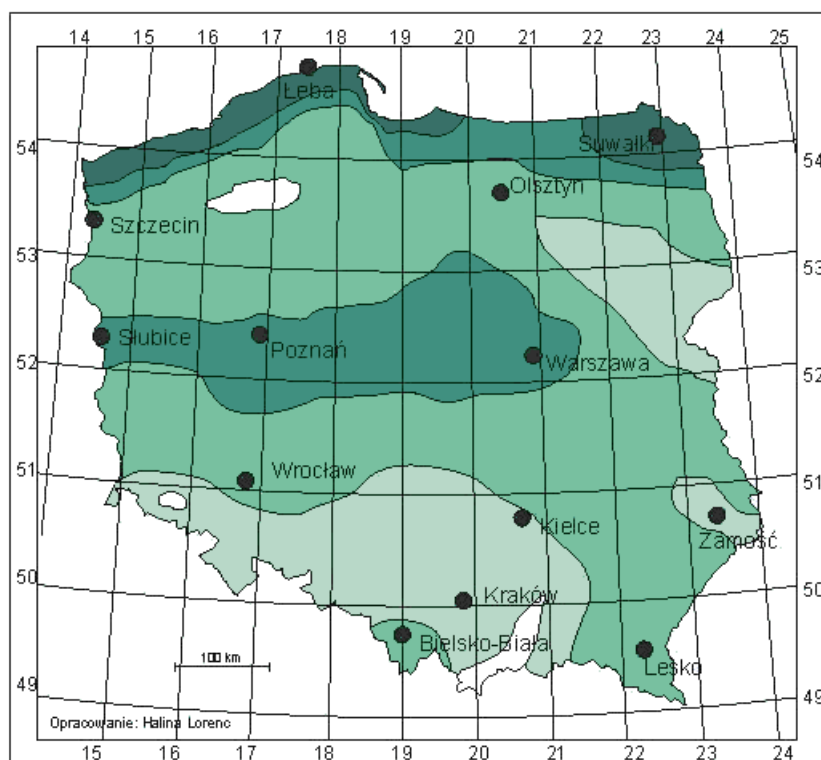 14 15 16 17 18 19 20 21 22 23 24 25
Łeba
54
Suwałki
54
Olsztyn
Szczecin
53
53
Słubice
Poznań
Warszawa
52
52
Wrocław
51
51
Kielce
Zamość
50
50
Kraków
Bielsko-Biała
100 km
Lesko
49
49
Opracowanie: Halina Lorenc
15 16 17 18 19 20 21 22 23 24